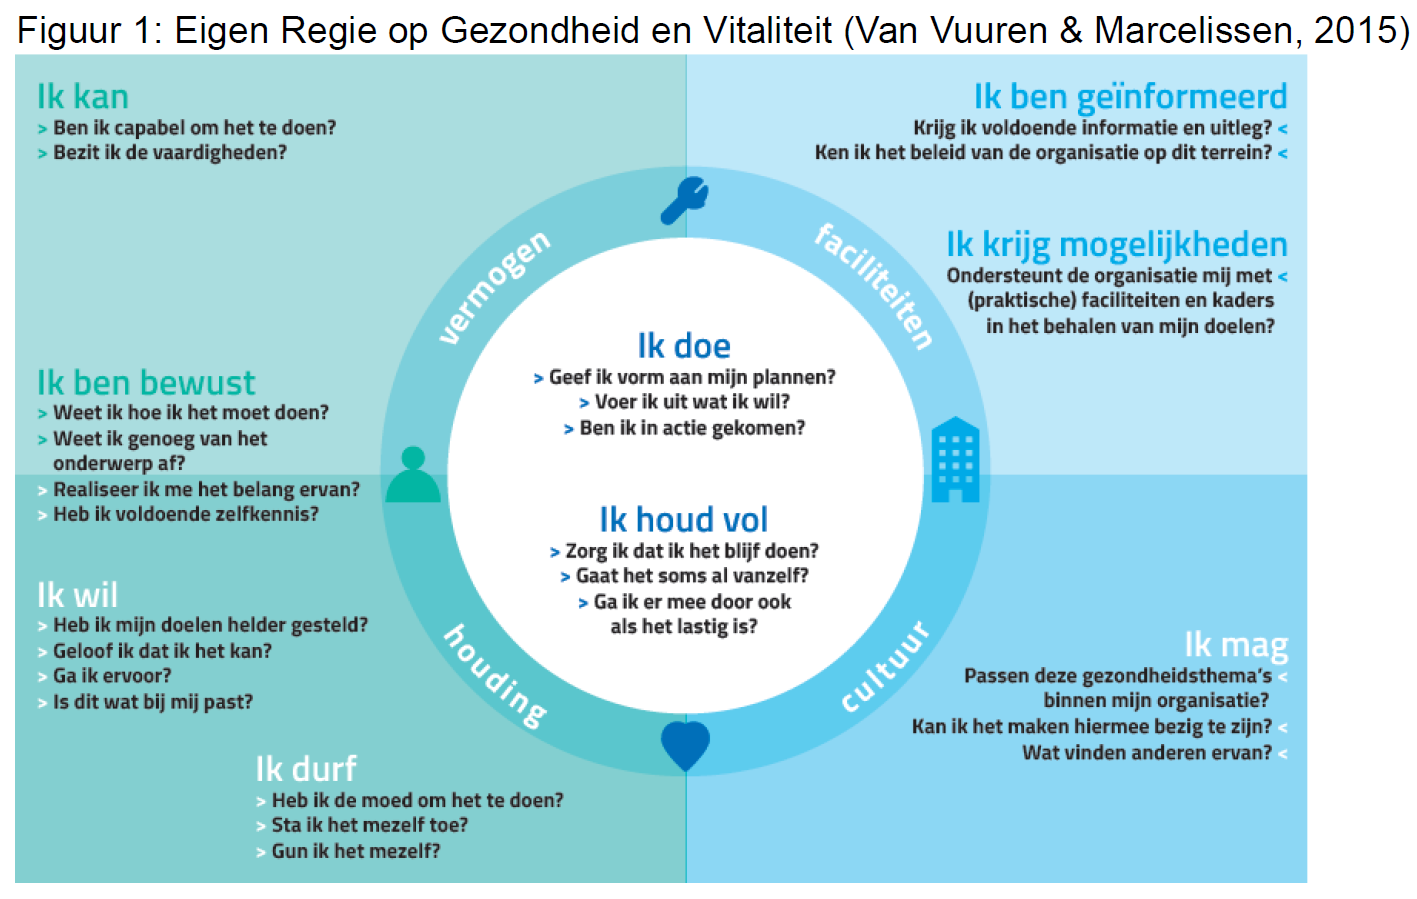 Figuur 1: Eigen Regie op Gezondheid en Vitaliteit (Van Vuuren & Marcelissen, 2015)
Ik kan
> Ben ik capabel om het te doen?
> Bezit ik de vaardigheden?
Ik ben bewust
> Weet ik hoe ik het moet doen?
> Weet ik genoeg van het
onderwerp af?
> Realiseer ik me het belang ervan?
> Heb ik voldoende zelfkennis?
Ik wil
> Heb ik mijn doelen helder gesteld?
> Geloof ik dat ik het kan?
> Ga ik ervoor?
> Is dit wat bij mij past?
Ik durf
> Heb ik de moed om het te doen?
> Sta ik het mezelf toe?
> Gun ik het mezelf?
vermogen
faciliteiten
houding
cultuur
Ik doe
> Geef ik vorm aan mijn plannen?
> Voer ik uit wat ik wil?
> Ben ik in actie gekomen?
Ik houd vol
> Zorg ik dat ik het blijf doen?
> Gaat het soms al vanzelf?
> Ga ik er mee door ook
als het lastig is?
Ik ben geïnformeerd
Krijg ik voldoende informatie en uitleg? <
Ken ik het beleid van de organisatie op dit terrein? <
Ik krijg mogelijkheden
Ondersteunt de organisatie mij met <
(praktische) faciliteiten en kaders
in het behalen van mijn doelen?
Ik mag
Passen deze gezondheidsthema's <
binnen mijn organisatie?
Kan ik het maken hiermee bezig te zijn? <
Wat vinden anderen ervan? <